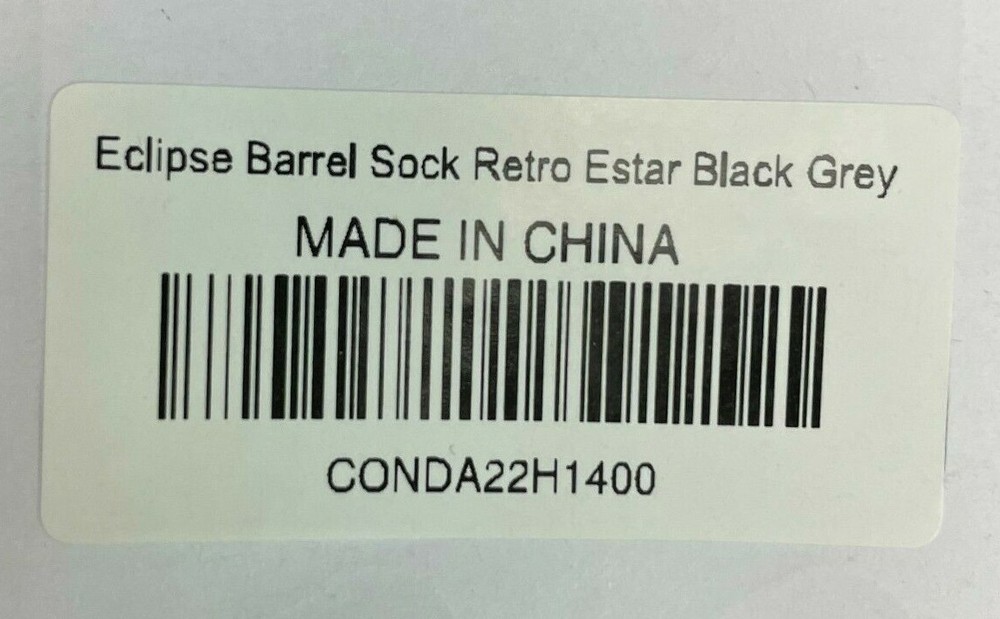 Eclipse Barrel Sock Retro Estar Black Grey
MADE IN CHINA
CONDA22H1400